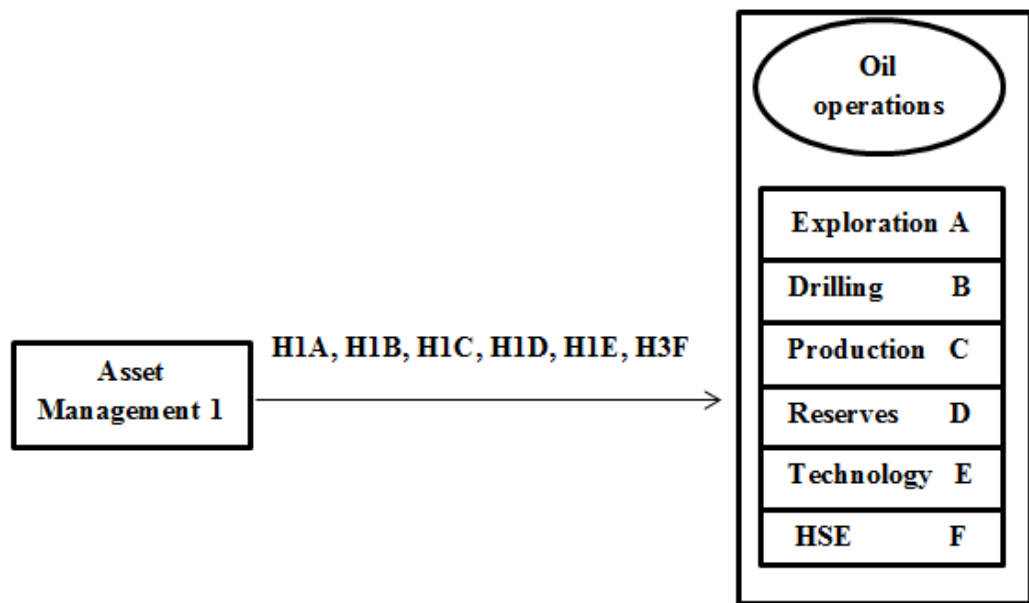 Oil
operations
Exploration A
Drilling B
H1A, H1B, H1C, H1D, H1E, H3F
Production C
Asset
Management 1
Reserves D
Technology E
HSE F